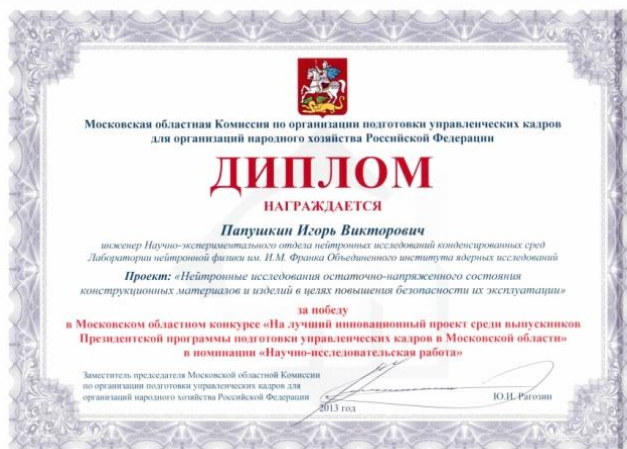 Московская областная Комиссия по организации подготовки управленческих кадров
для организаций народного хозяйства Российской Федерации
ДИПЛОМ
НАГРАЖДАЕТСЯ
Папушкин Игорь Викторович
инженер Научно-экспериментального отдела нейтронных исследований конденсированных сред
Лаборатории нейтронной физики им. И.М. Франка Объединенного института ядерных исследований
Проект: «Нейтронные исследования остаточно-напряженного состояния
конструкционных материалов и изделий в целях повышения безопасности их эксплуатации»
за победу
в Московском областном конкурсе «На лучший инновационный проект среди выпускников
Президентской программы подготовки управленческих кадров в Московской области»
в номинации «Научно-исследовательская работа»
Заместитель председателя Московской областной Комиссии
по организации подготовки управленческих кадров для
организаций народного хозяйства Российской Федерации
Ю.И. Рагозин
2013 год